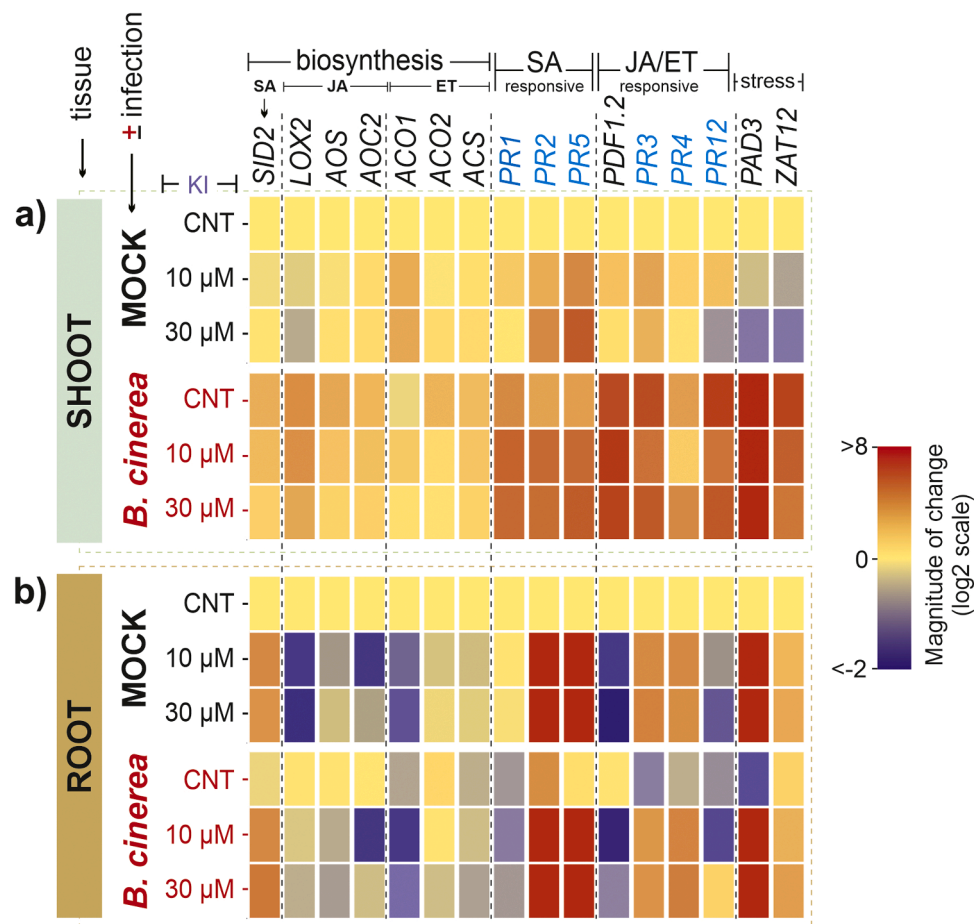 biosynthesis SA JA/ET stress
responsive responsive
SA JA ET
tissue
± infection
KI
SID2 LOX2 AOS AOC2 ACO1 ACO2 ACS PR1 PR2 PR5 PDF1.2 PR3 PR4 PR12 PAD3 ZAT12
a)
SHOOT
MOCK
CNT
10 µM
30 µM
B. cinerea
CNT
10 µM
30 µM
>8
0
<-2
Magnitude of change
(log2 scale)
b)
ROOT
MOCK
CNT
10 µM
30 µM
B. cinerea
CNT
10 µM
30 µM